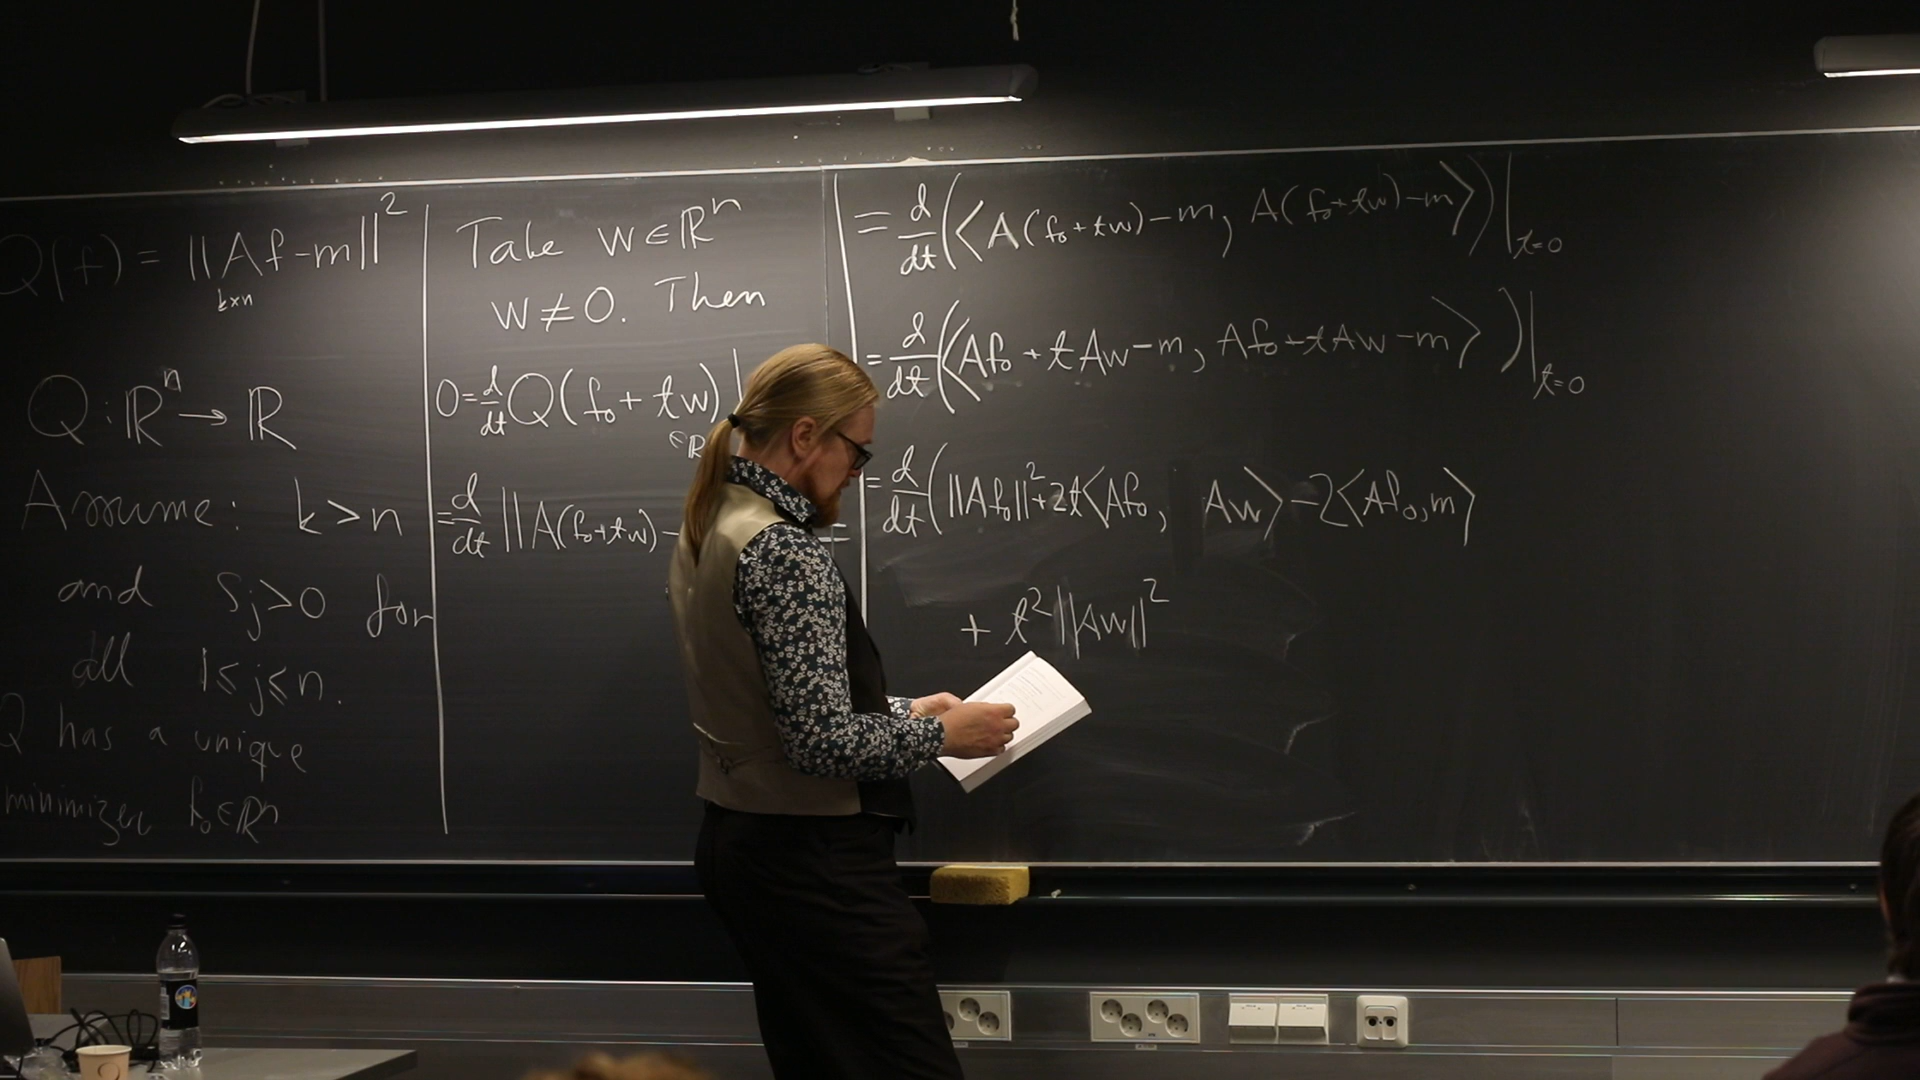 Q(f) = ||Af-m||²
k×n
Q: ℝⁿ → ℝ
Assume: k>n
and Sj>0 for
all 1≤j≤n.
Q has a unique
minimizer f₀∈ℝⁿ
Take w∈ℝⁿ
w≠0. Then
0=d/dt Q(f₀+tw)|
∈ℝ
=d/dt ||A(f₀+tw)-
=
= d/dt(⟨A(f₀+tw)-m, A(f₀+tw)-m⟩)|t=0
= d/dt(⟨Af₀+tAw-m, Af₀+tAw-m⟩)|t=0
= d/dt(||Af₀||²+2t⟨Af₀, Aw⟩-2⟨Af₀,m⟩
+ t²||Aw||²